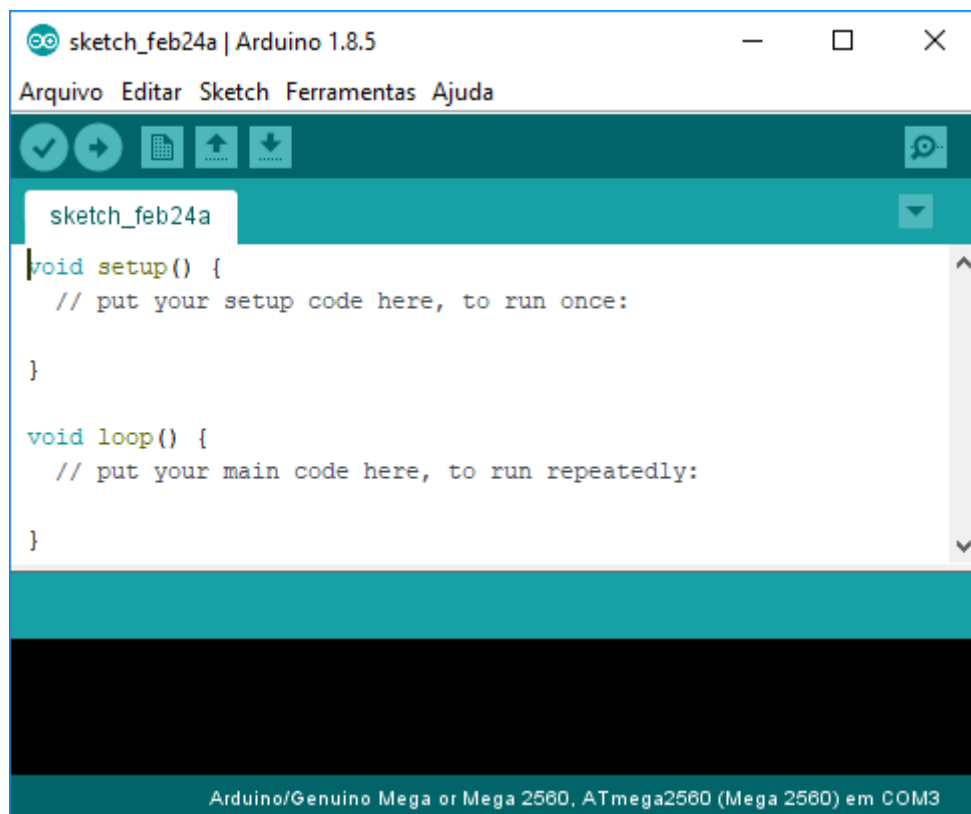 sketch_feb24a | Arduino 1.8.5
Arquivo Editar Sketch Ferramentas Ajuda
sketch_feb24a
void setup() {
  // put your setup code here, to run once:
}
void loop() {
  // put your main code here, to run repeatedly:
}
Arduino/Genuino Mega or Mega 2560, ATmega2560 (Mega 2560) em COM3